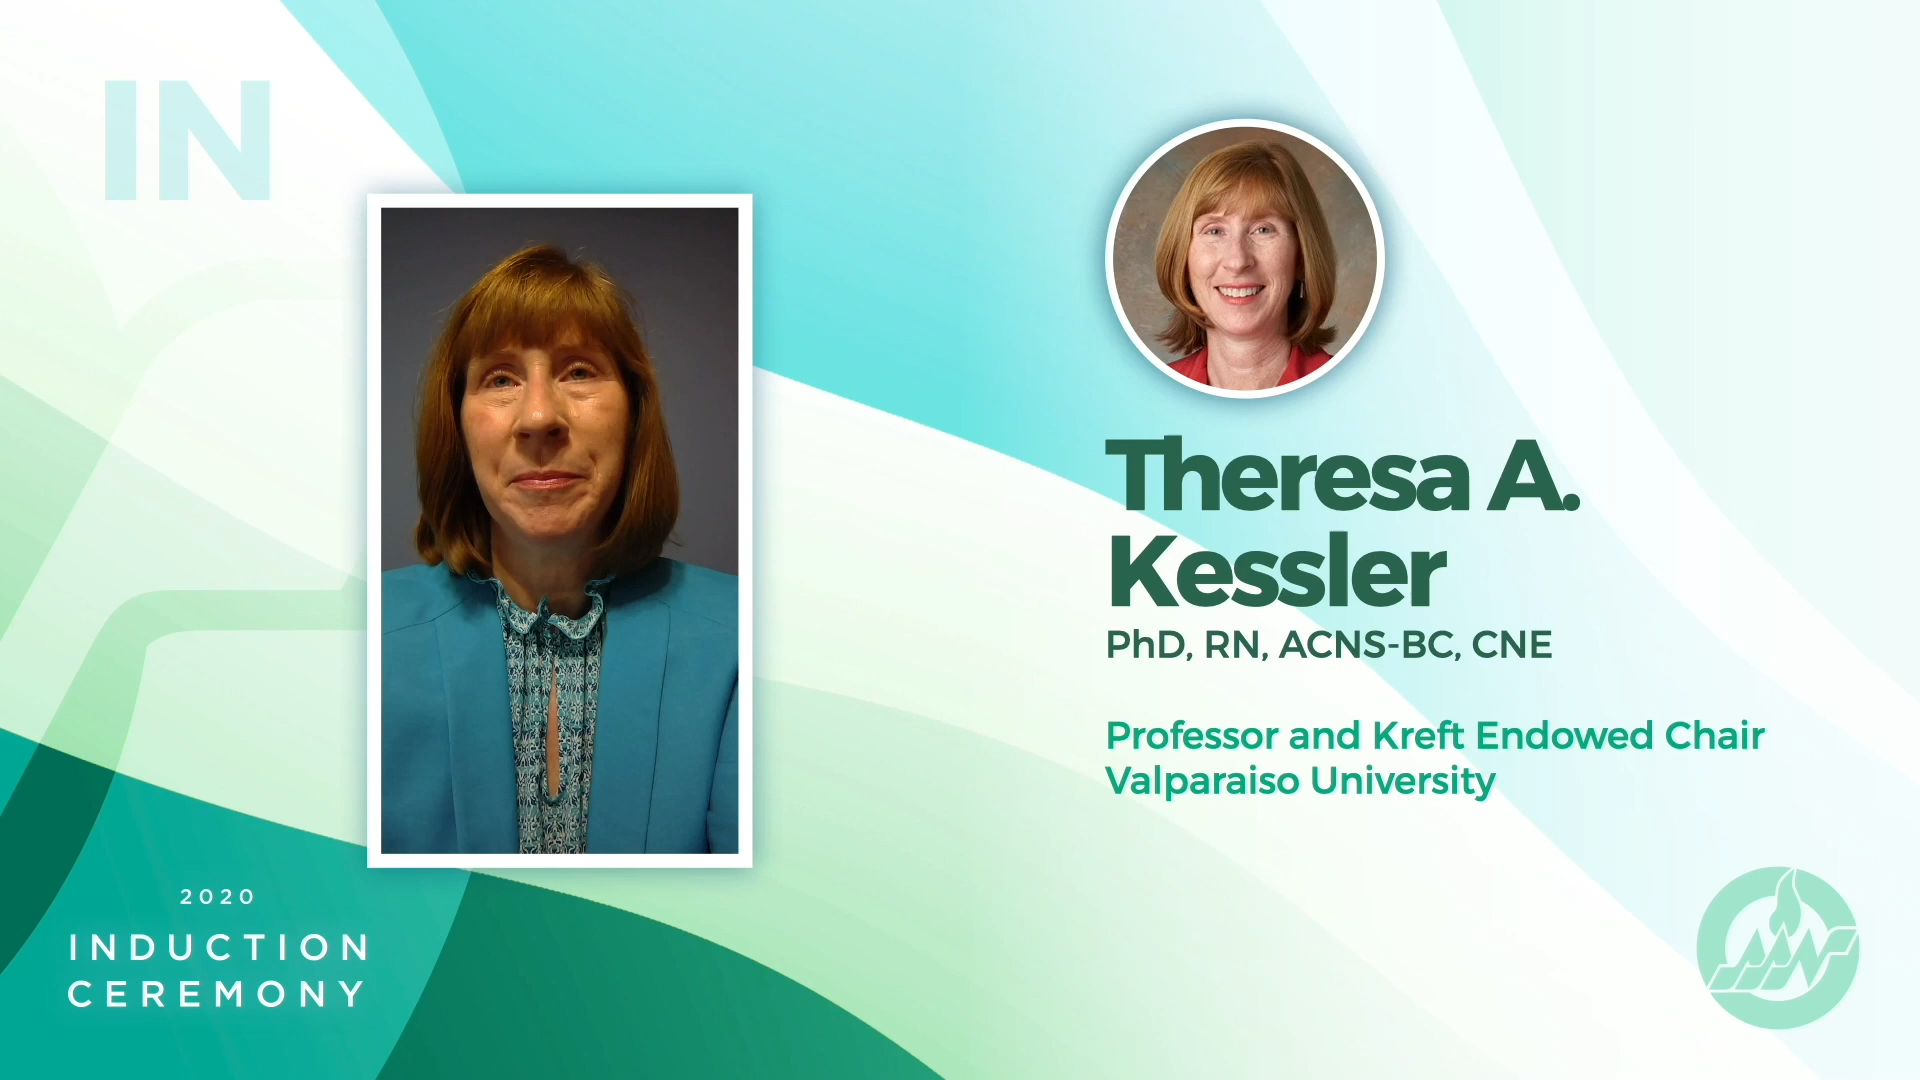 IN
Theresa A.
Kessler
PhD, RN, ACNS-BC, CNE
Professor and Kreft Endowed Chair
Valparaiso University
2020
INDUCTION
CEREMONY